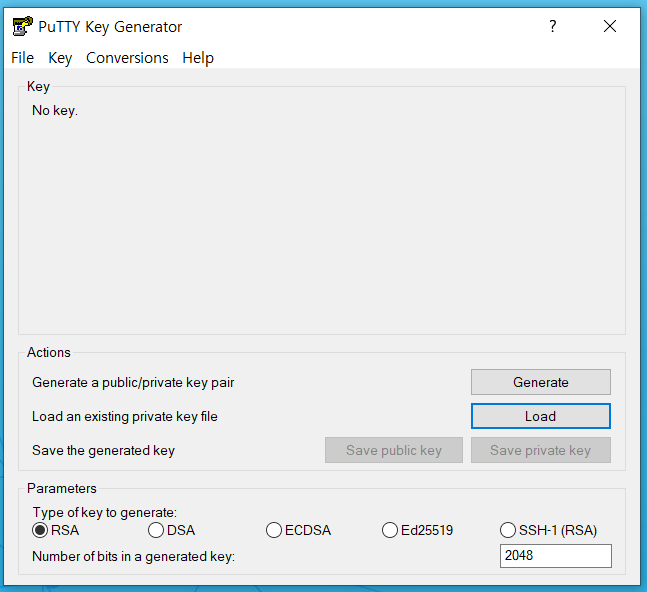 PuTTY Key Generator
?
File Key Conversions Help
Key
No key.
Actions
Generate a public/private key pair
Generate
Load an existing private key file
Load
Save the generated key
Save public key
Save private key
Parameters
Type of key to generate:
RSA DSA ECDSA Ed25519 SSH-1 (RSA)
Number of bits in a generated key:
2048